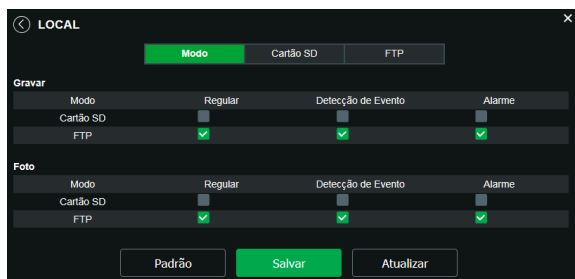 LOCAL
Modo Cartão SD FTP
Gravar
Modo Regular Detecção de Evento Alarme
Cartão SD
FTP
Foto
Modo Regular Detecção de Evento Alarme
Cartão SD
FTP
Padrão Salvar Atualizar